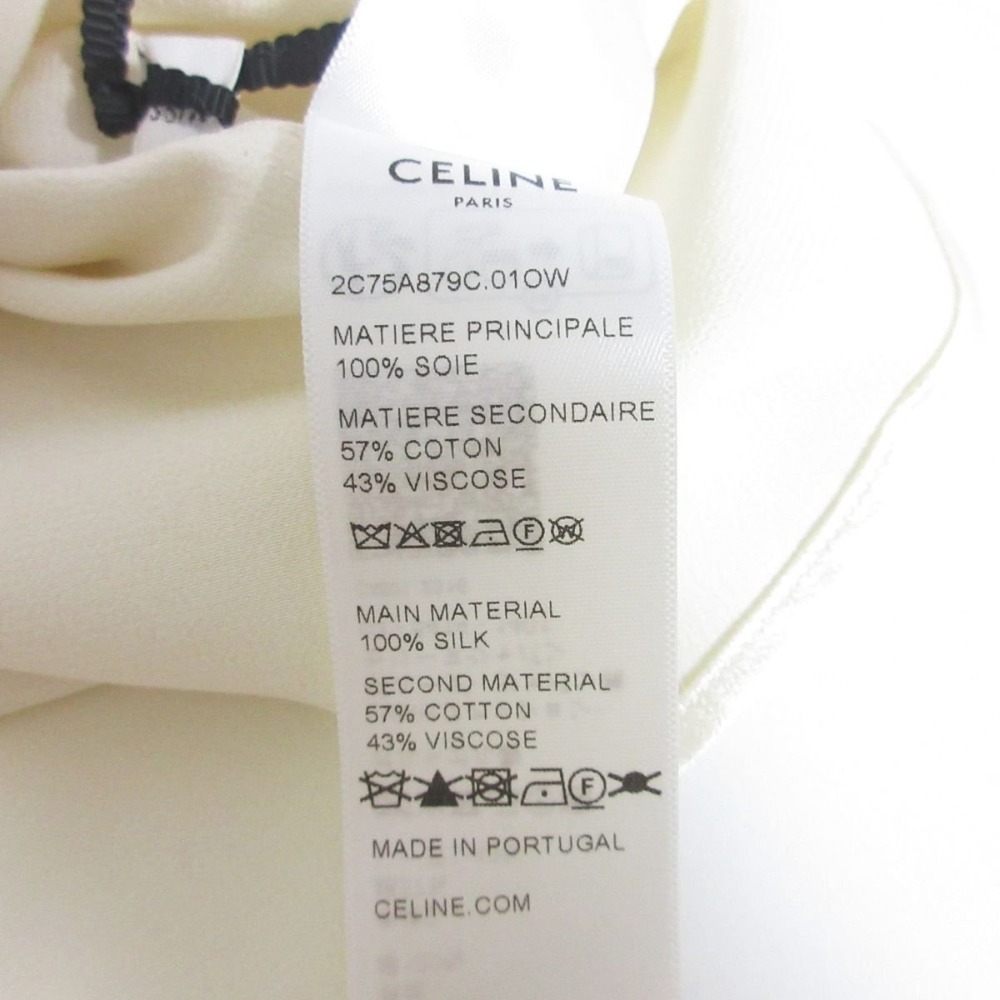 CELINE
PARIS
2C75A879C.01OW
MATIERE PRINCIPALE
100% SOIE
MATIERE SECONDAIRE
57% COTON
43% VISCOSE
F W
MAIN MATERIAL
100% SILK
SECOND MATERIAL
57% COTTON
43% VISCOSE
F
MADE IN PORTUGAL
CELINE.COM